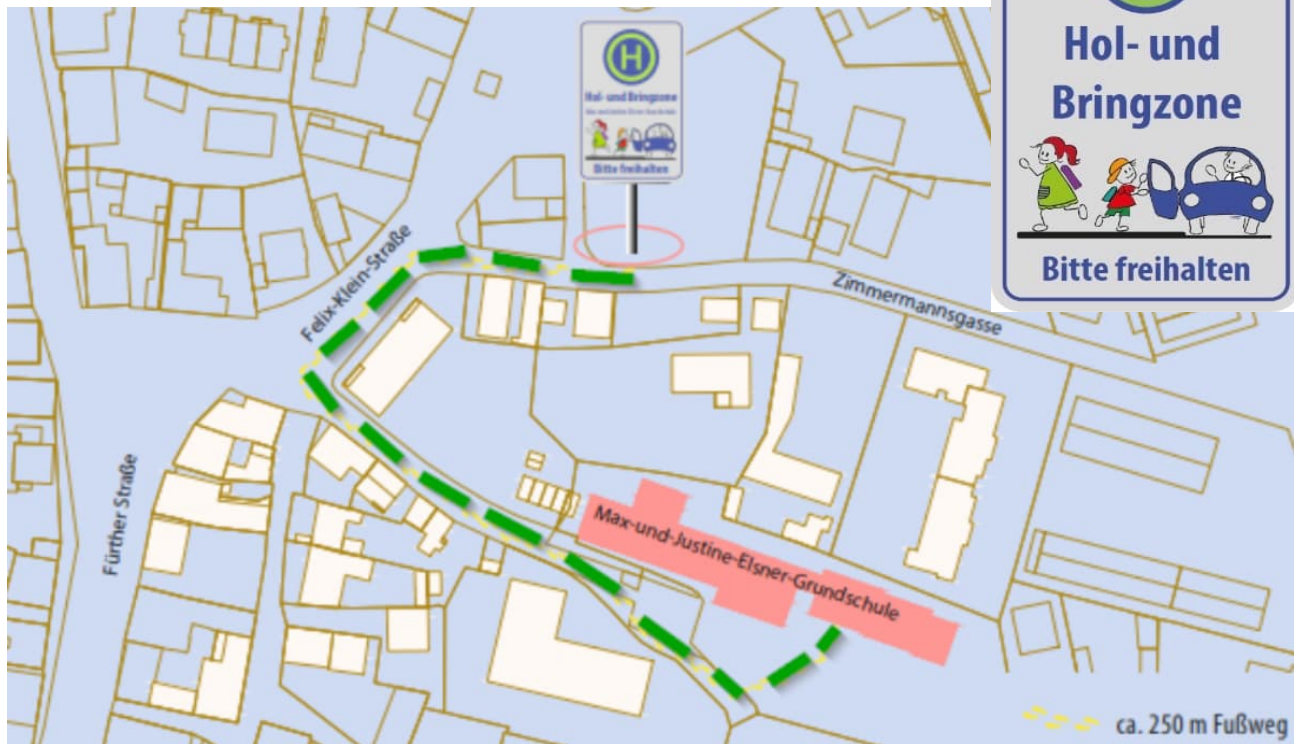 H
Hol- und Bringzone
Bitte freihalten
Hol- und
Bringzone
Bitte freihalten
Felix-Klein-Straße
Zimmermannsgasse
Fürther Straße
Max-und-Justine-Elsner-Grundschule
ca. 250 m Fußweg